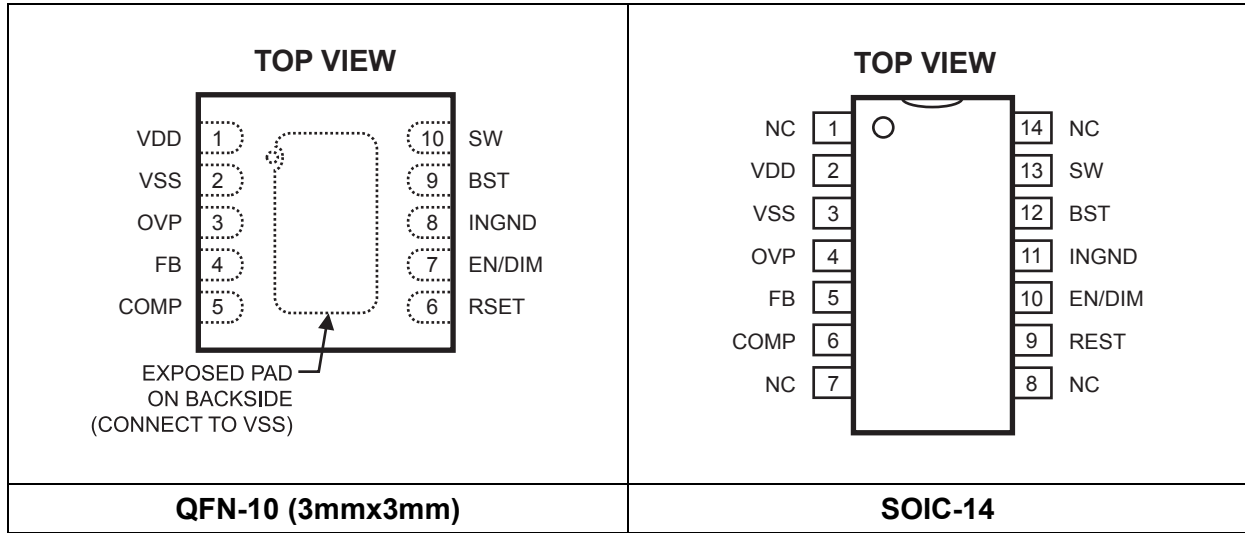 TOP VIEW
VDD 1 10 SW
VSS 2 9 BST
OVP 3 8 INGND
FB 4 7 EN/DIM
COMP 5 6 RSET
EXPOSED PAD
ON BACKSIDE
(CONNECT TO VSS)
QFN-10 (3mmx3mm)
TOP VIEW
NC 1 14 NC
VDD 2 13 SW
VSS 3 12 BST
OVP 4 11 INGND
FB 5 10 EN/DIM
COMP 6 9 REST
NC 7 8 NC
SOIC-14